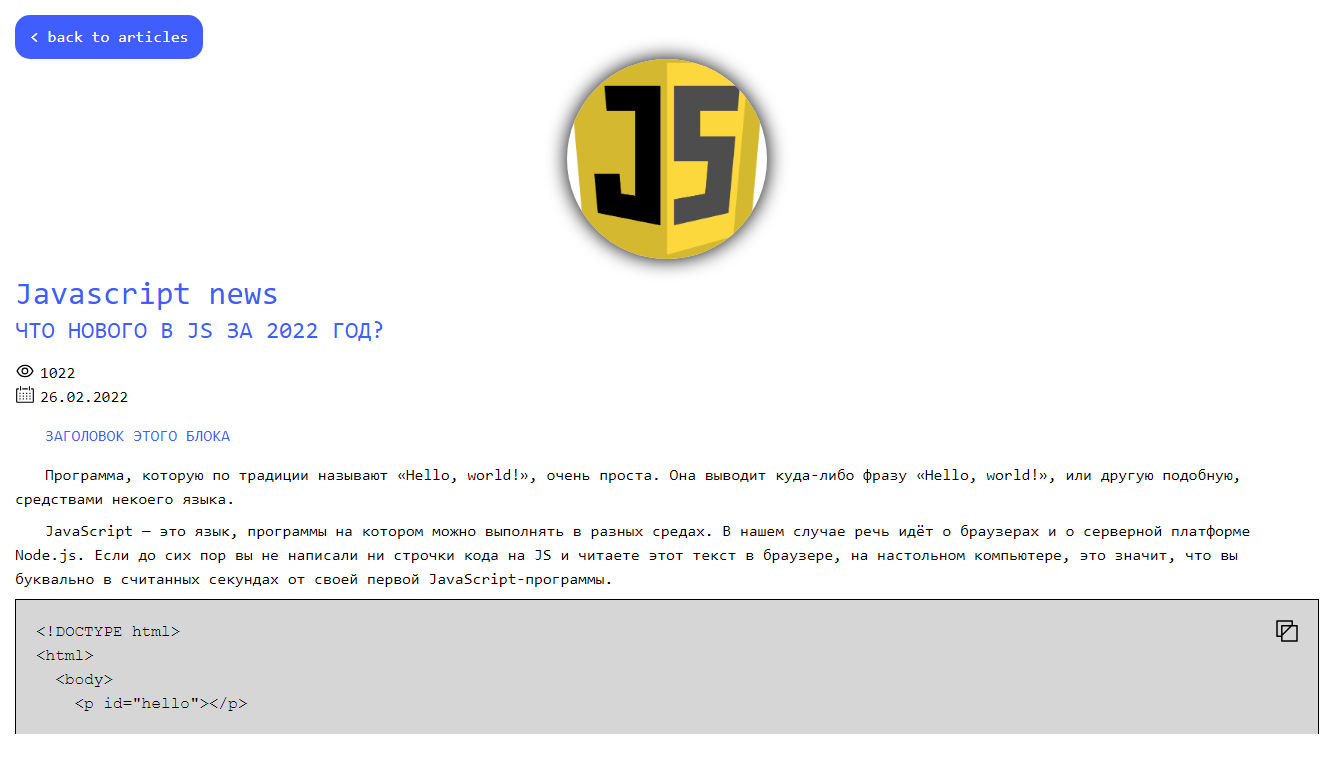 < back to articles
JS
Javascript news
ЧТО НОВОГО В JS ЗА 2022 ГОД?
1022
26.02.2022
ЗАГОЛОВОК ЭТОГО БЛОКА
Программа, которую по традиции называют «Hello, world!», очень проста. Она выводит куда-либо фразу «Hello, world!», или другую подобную,
средствами некоего языка.
JavaScript — это язык, программы на котором можно выполнять в разных средах. В нашем случае речь идёт о браузерах и о серверной платформе
Node.js. Если до сих пор вы не написали ни строчки кода на JS и читаете этот текст в браузере, на настольном компьютере, это значит, что вы
буквально в считанных секундах от своей первой JavaScript-программы.
<!DOCTYPE html>
<html>
  <body>
    <p id="hello"></p>